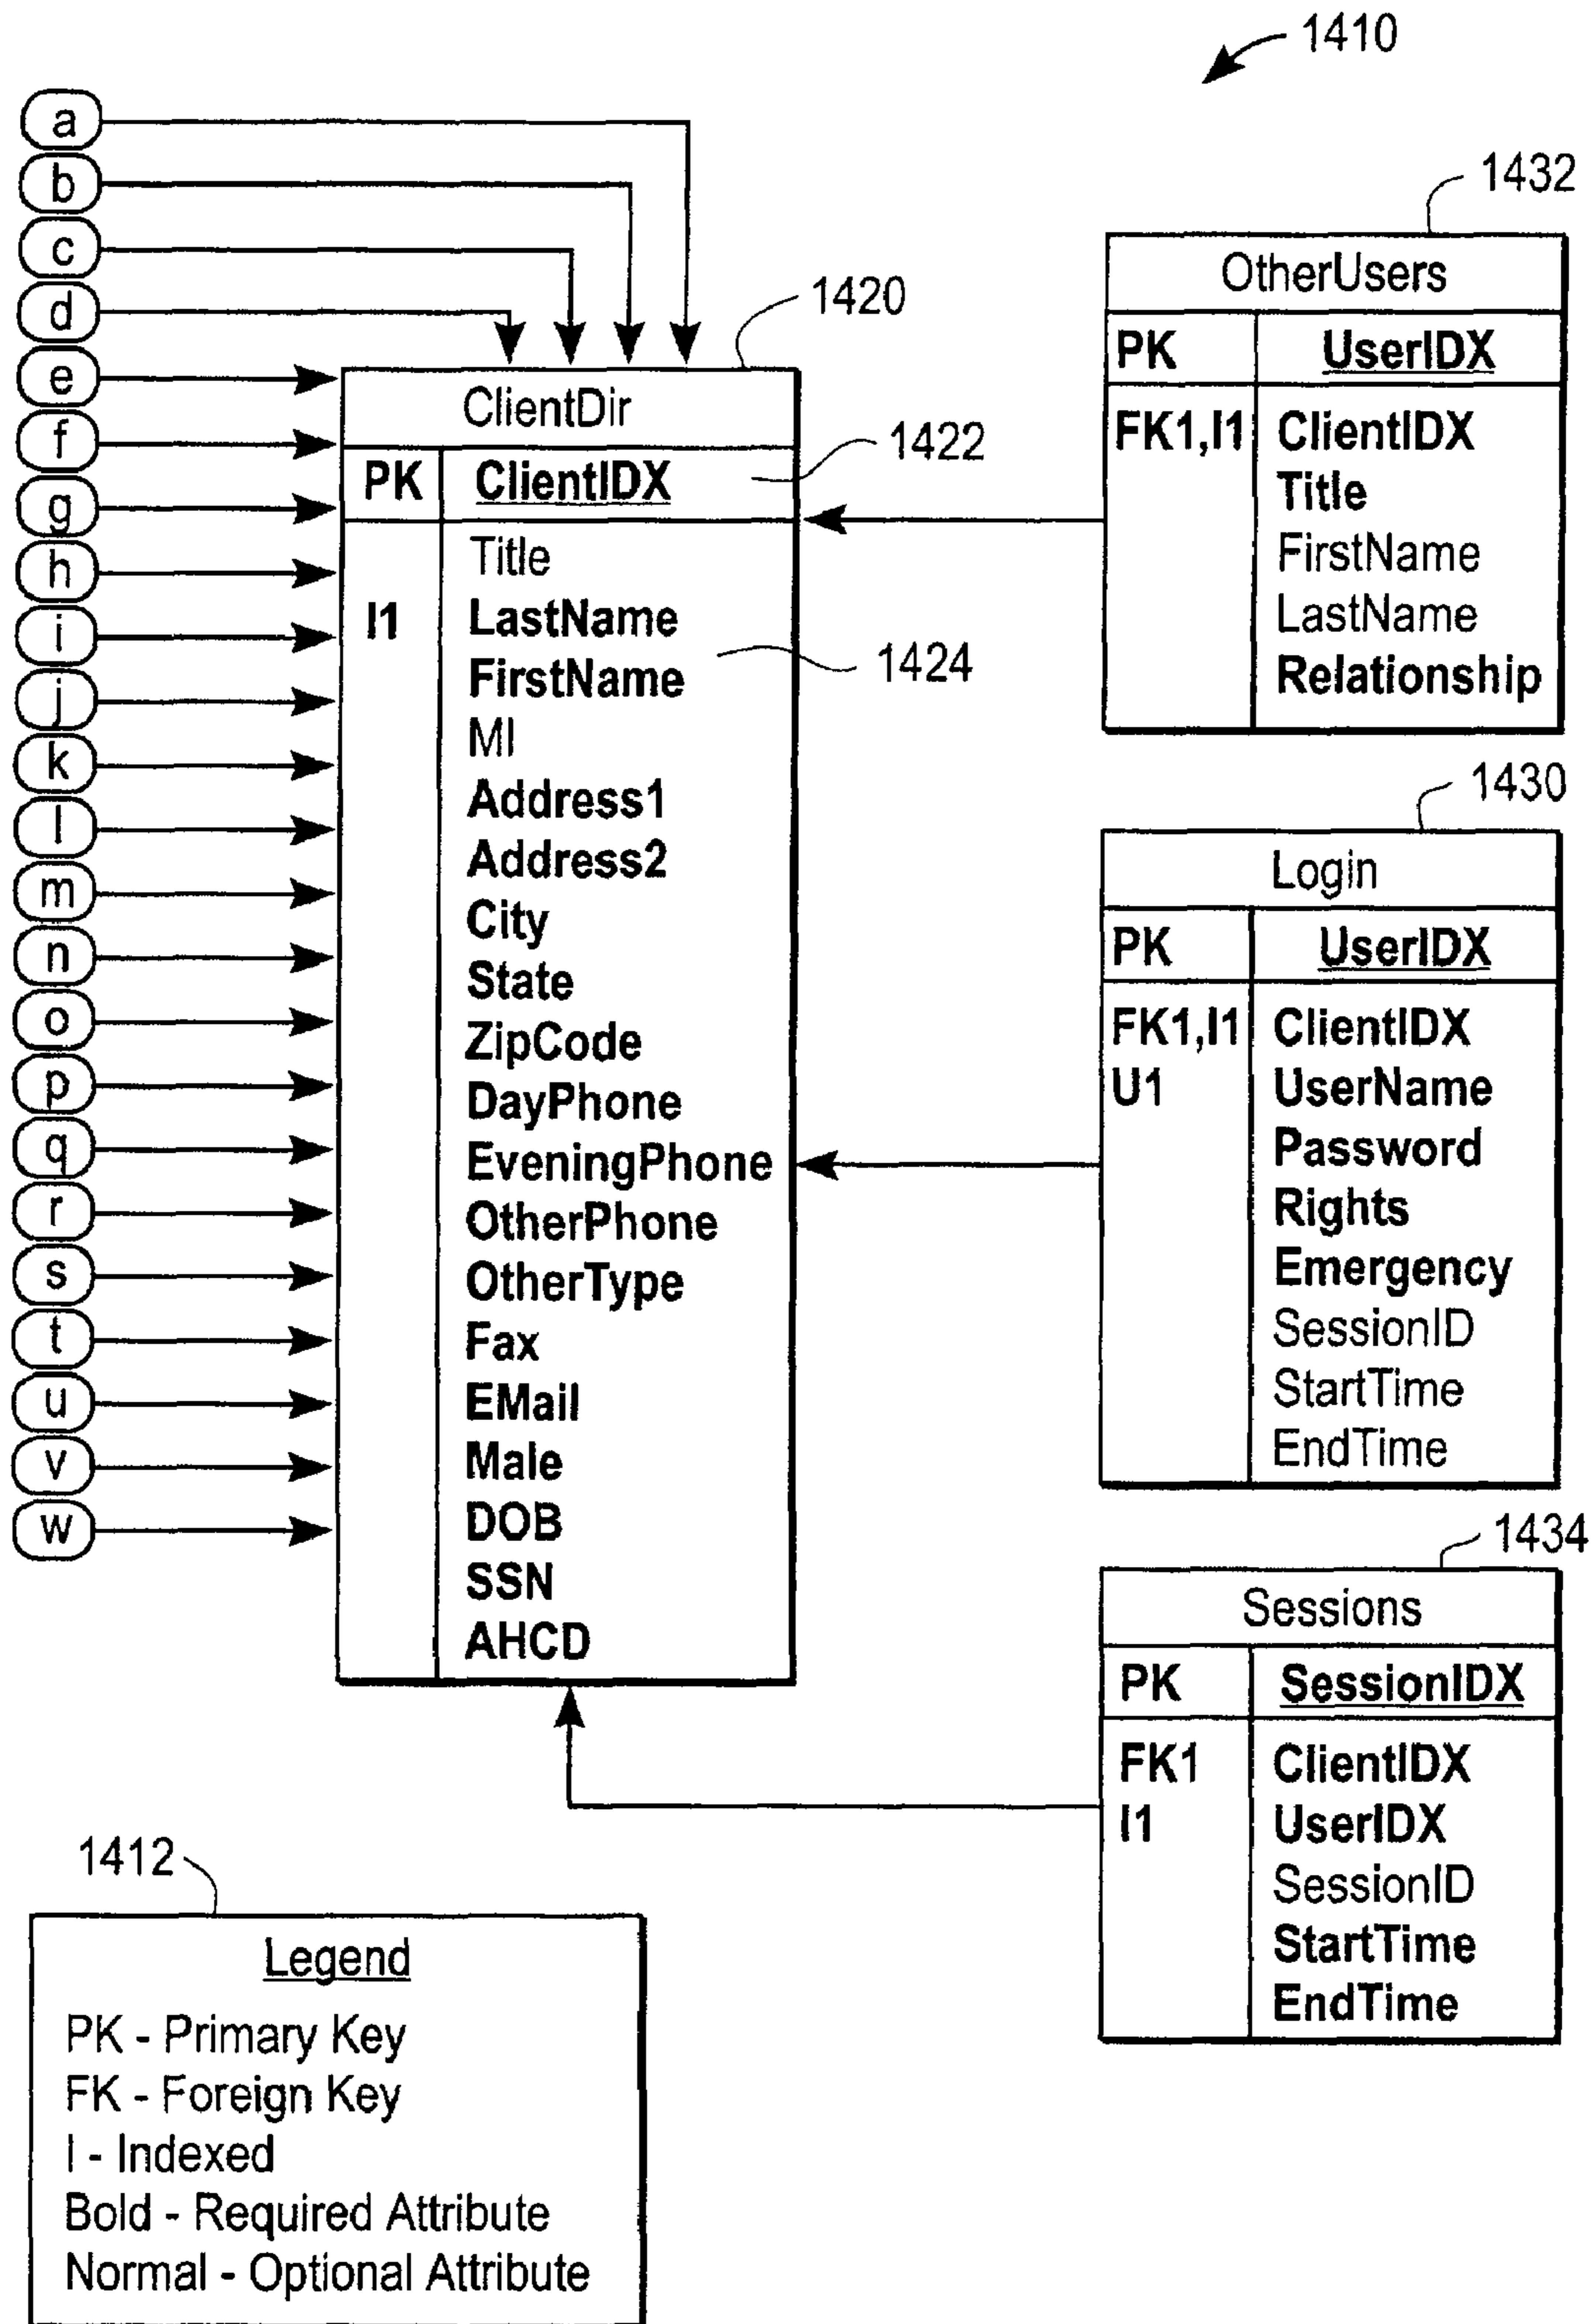 1410
a
b
c
d
e
f
g
h
i
j
k
l
m
n
o
p
q
r
s
t
u
v
w
1420
ClientDir
PK ClientIDX
1422
Title
I1 LastName
FirstName
1424
MI
Address1
Address2
City
State
ZipCode
DayPhone
EveningPhone
OtherPhone
OtherType
Fax
EMail
Male
DOB
SSN
AHCD
1432
OtherUsers
PK UserIDX
FK1,I1 ClientIDX
Title
FirstName
LastName
Relationship
1430
Login
PK UserIDX
FK1,I1 ClientIDX
U1 UserName
Password
Rights
Emergency
SessionID
StartTime
EndTime
1434
Sessions
PK SessionIDX
FK1 ClientIDX
I1 UserIDX
SessionID
StartTime
EndTime
1412
Legend
PK - Primary Key
FK - Foreign Key
I - Indexed
Bold - Required Attribute
Normal - Optional Attribute